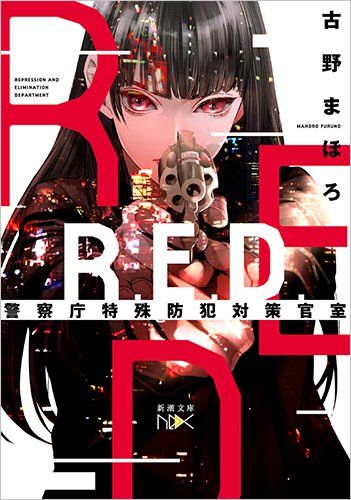 古野まほろ
MAHORO FURUNO
REPRESSION AND
ELIMINATION
DEPARTMENT
RED
R.E.D.
警察庁特殊防犯対策官室
新潮文庫
nex